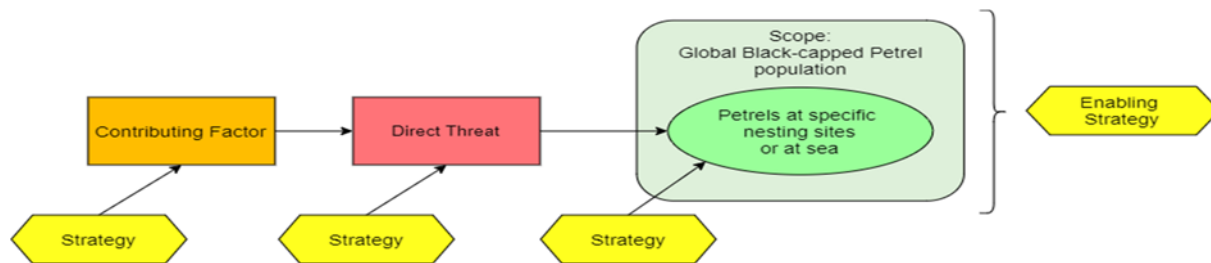 Scope:
Global Black-capped Petrel
population
Contributing Factor
Direct Threat
Petrels at specific
nesting sites
or at sea
Enabling
Strategy
Strategy
Strategy
Strategy